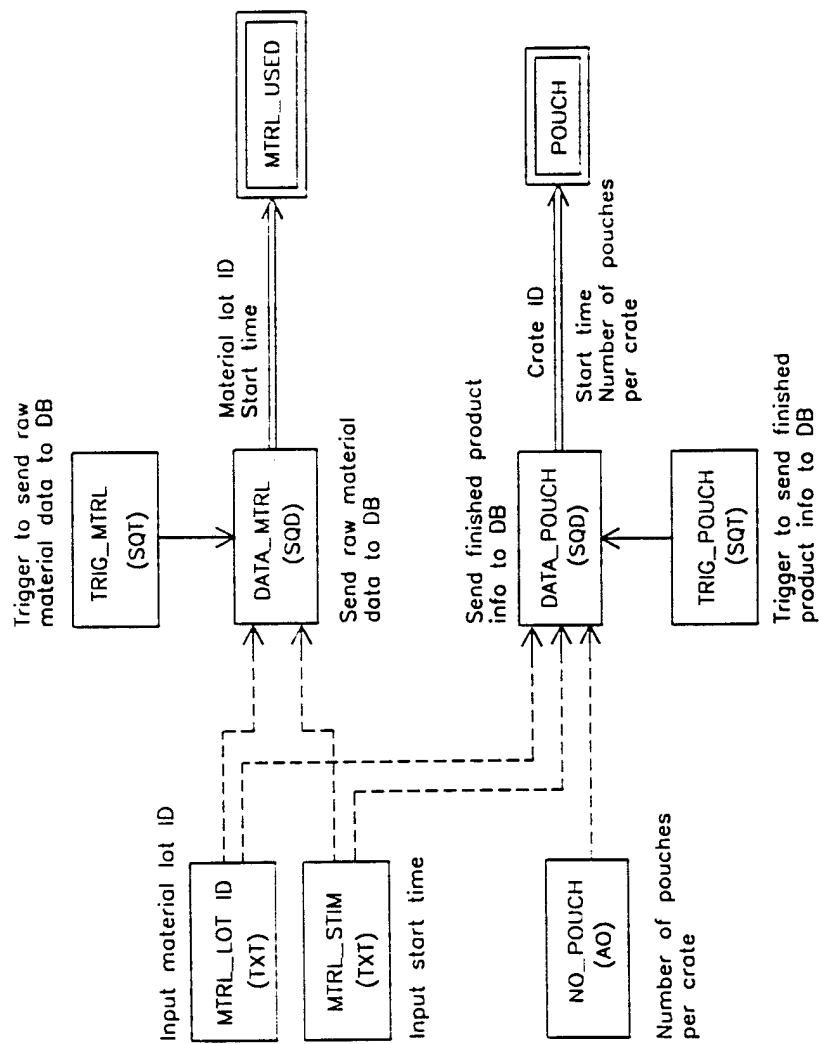 Input material lot ID
MTRL_LOT ID
(TXT)
MTRL_STIM
(TXT)
Input start time
NO_POUCH
(AO)
Number of pouches
per crate
Trigger to send raw
material data to DB
TRIG_MTRL
(SQT)
DATA_MTRL
(SQD)
Send raw material
data to DB
Send finished product
info to DB
DATA_POUCH
(SQD)
TRIG_POUCH
(SQT)
Trigger to send finished
product info to DB
Material lot ID
Start time
MTRL_USED
Crate ID
Start time
Number of pouches
per crate
POUCH